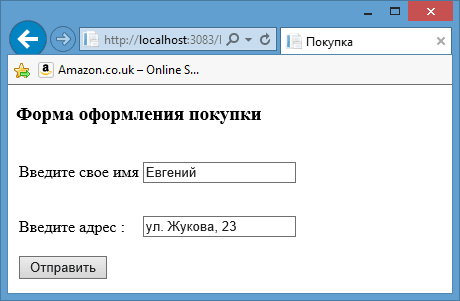 http://localhost:3083/
Покупка
Amazon.co.uk – Online S...
Форма оформления покупки
Введите свое имя Евгений
Введите адрес : ул. Жукова, 23
Отправить